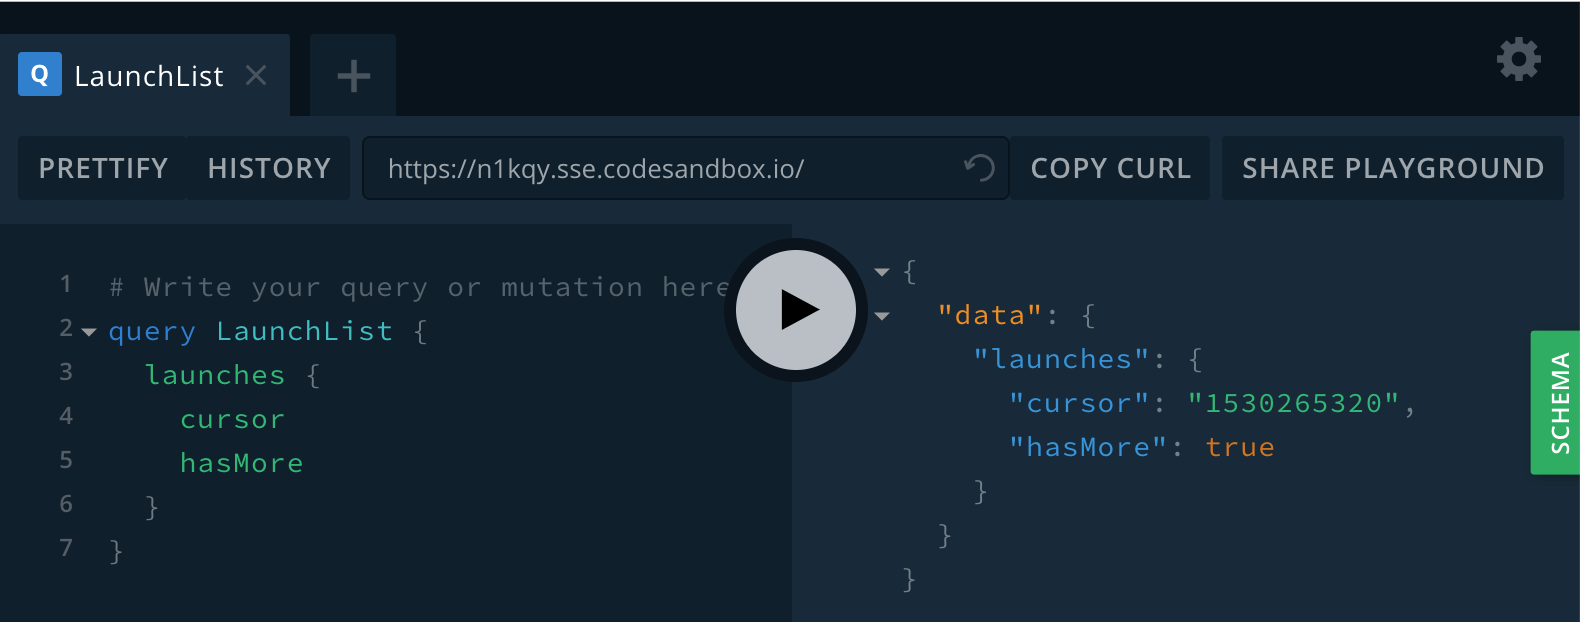 Q LaunchList
PRETTIFY HISTORY https://n1kqy.sse.codesandbox.io/ COPY CURL SHARE PLAYGROUND
1 # Write your query or mutation here
2 query LaunchList {
3 launches {
4 cursor
5 hasMore
6 }
7 }
{
"data": {
"launches": {
"cursor": "1530265320",
"hasMore": true
}
}
}
SCHEMA